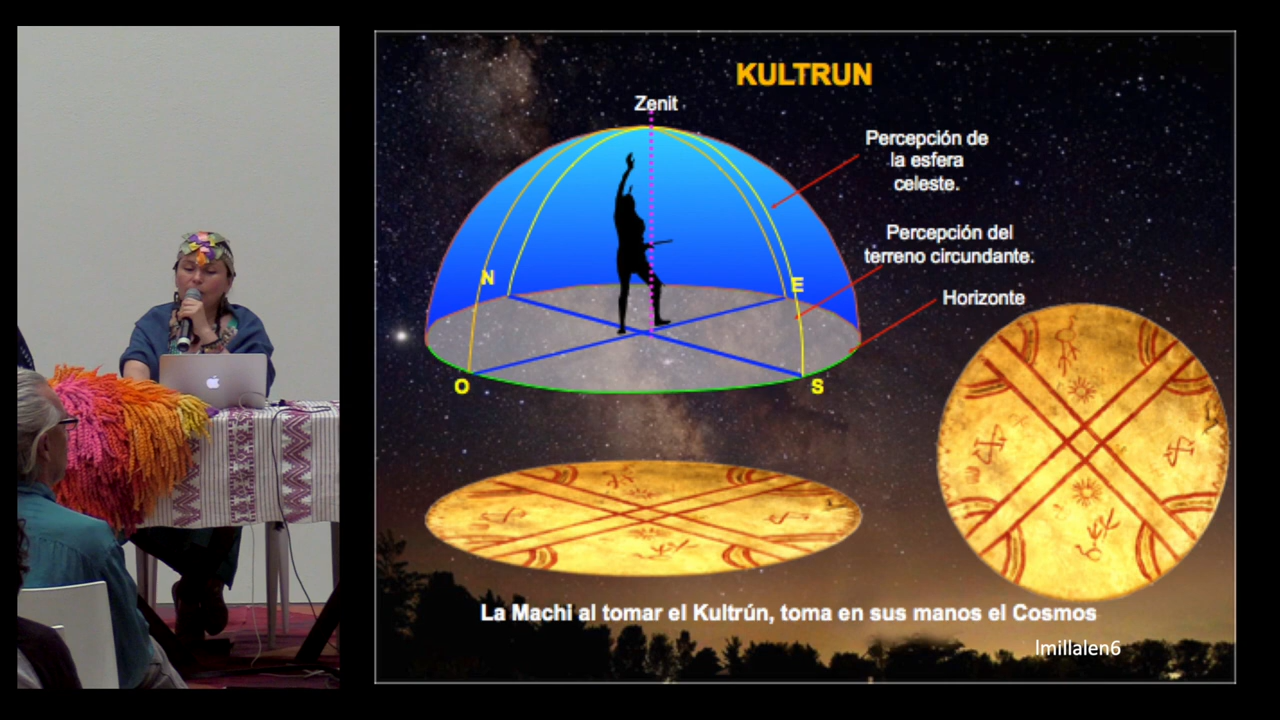 KULTRUN
Zenit
Percepción de
la esfera
celeste.
Percepción del
terreno circundante.
Horizonte
N
E
O
S
La Machi al tomar el Kultrún, toma en sus manos el Cosmos
lmillalen6